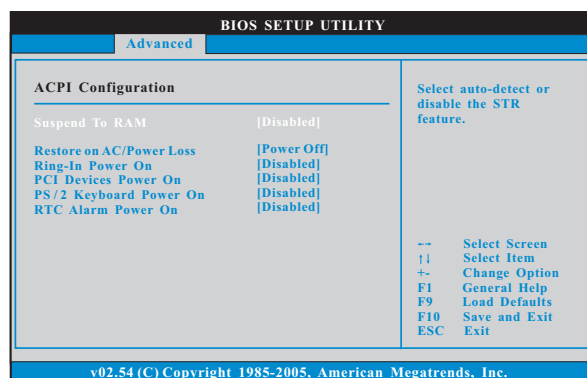 BIOS SETUP UTILITY
Advanced
ACPI Configuration
Suspend To RAM [Disabled]
Restore on AC/Power Loss [Power Off]
Ring-In Power On [Disabled]
PCI Devices Power On [Disabled]
PS/2 Keyboard Power On [Disabled]
RTC Alarm Power On [Disabled]
Select auto-detect or
disable the STR
feature.
←→ Select Screen
↑↓ Select Item
+- Change Option
F1 General Help
F9 Load Defaults
F10 Save and Exit
ESC Exit
v02.54 (C) Copyright 1985-2005, American Megatrends, Inc.